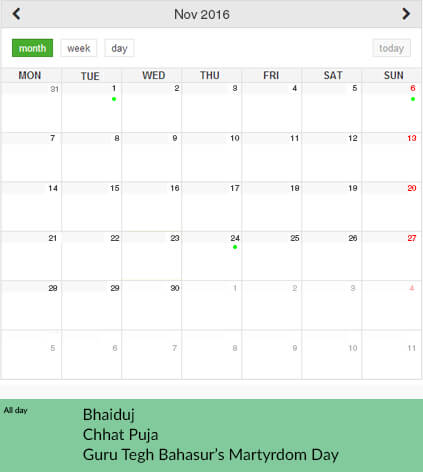 Nov 2016
month week day today
MON TUE WED THU FRI SAT SUN
31 1 2 3 4 5 6
7 8 9 10 11 12 13
14 15 16 17 18 19 20
21 22 23 24 25 26 27
28 29 30 1 2 3 4
5 6 7 8 9 10 11
All day
Bhaiduj
Chhat Puja
Guru Tegh Bahasur's Martyrdom Day